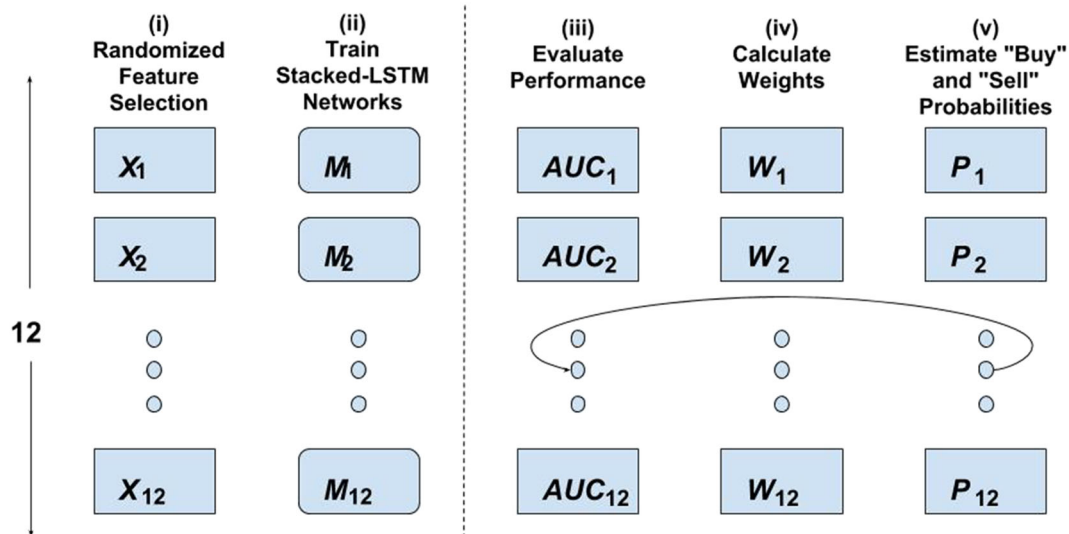 (i)
Randomized
Feature
Selection
(ii)
Train
Stacked-LSTM
Networks
(iii)
Evaluate
Performance
(iv)
Calculate
Weights
(v)
Estimate "Buy"
and "Sell"
Probabilities
X1
M1
AUC1
W1
P1
X2
M2
AUC2
W2
P2
12
X12
M12
AUC12
W12
P12